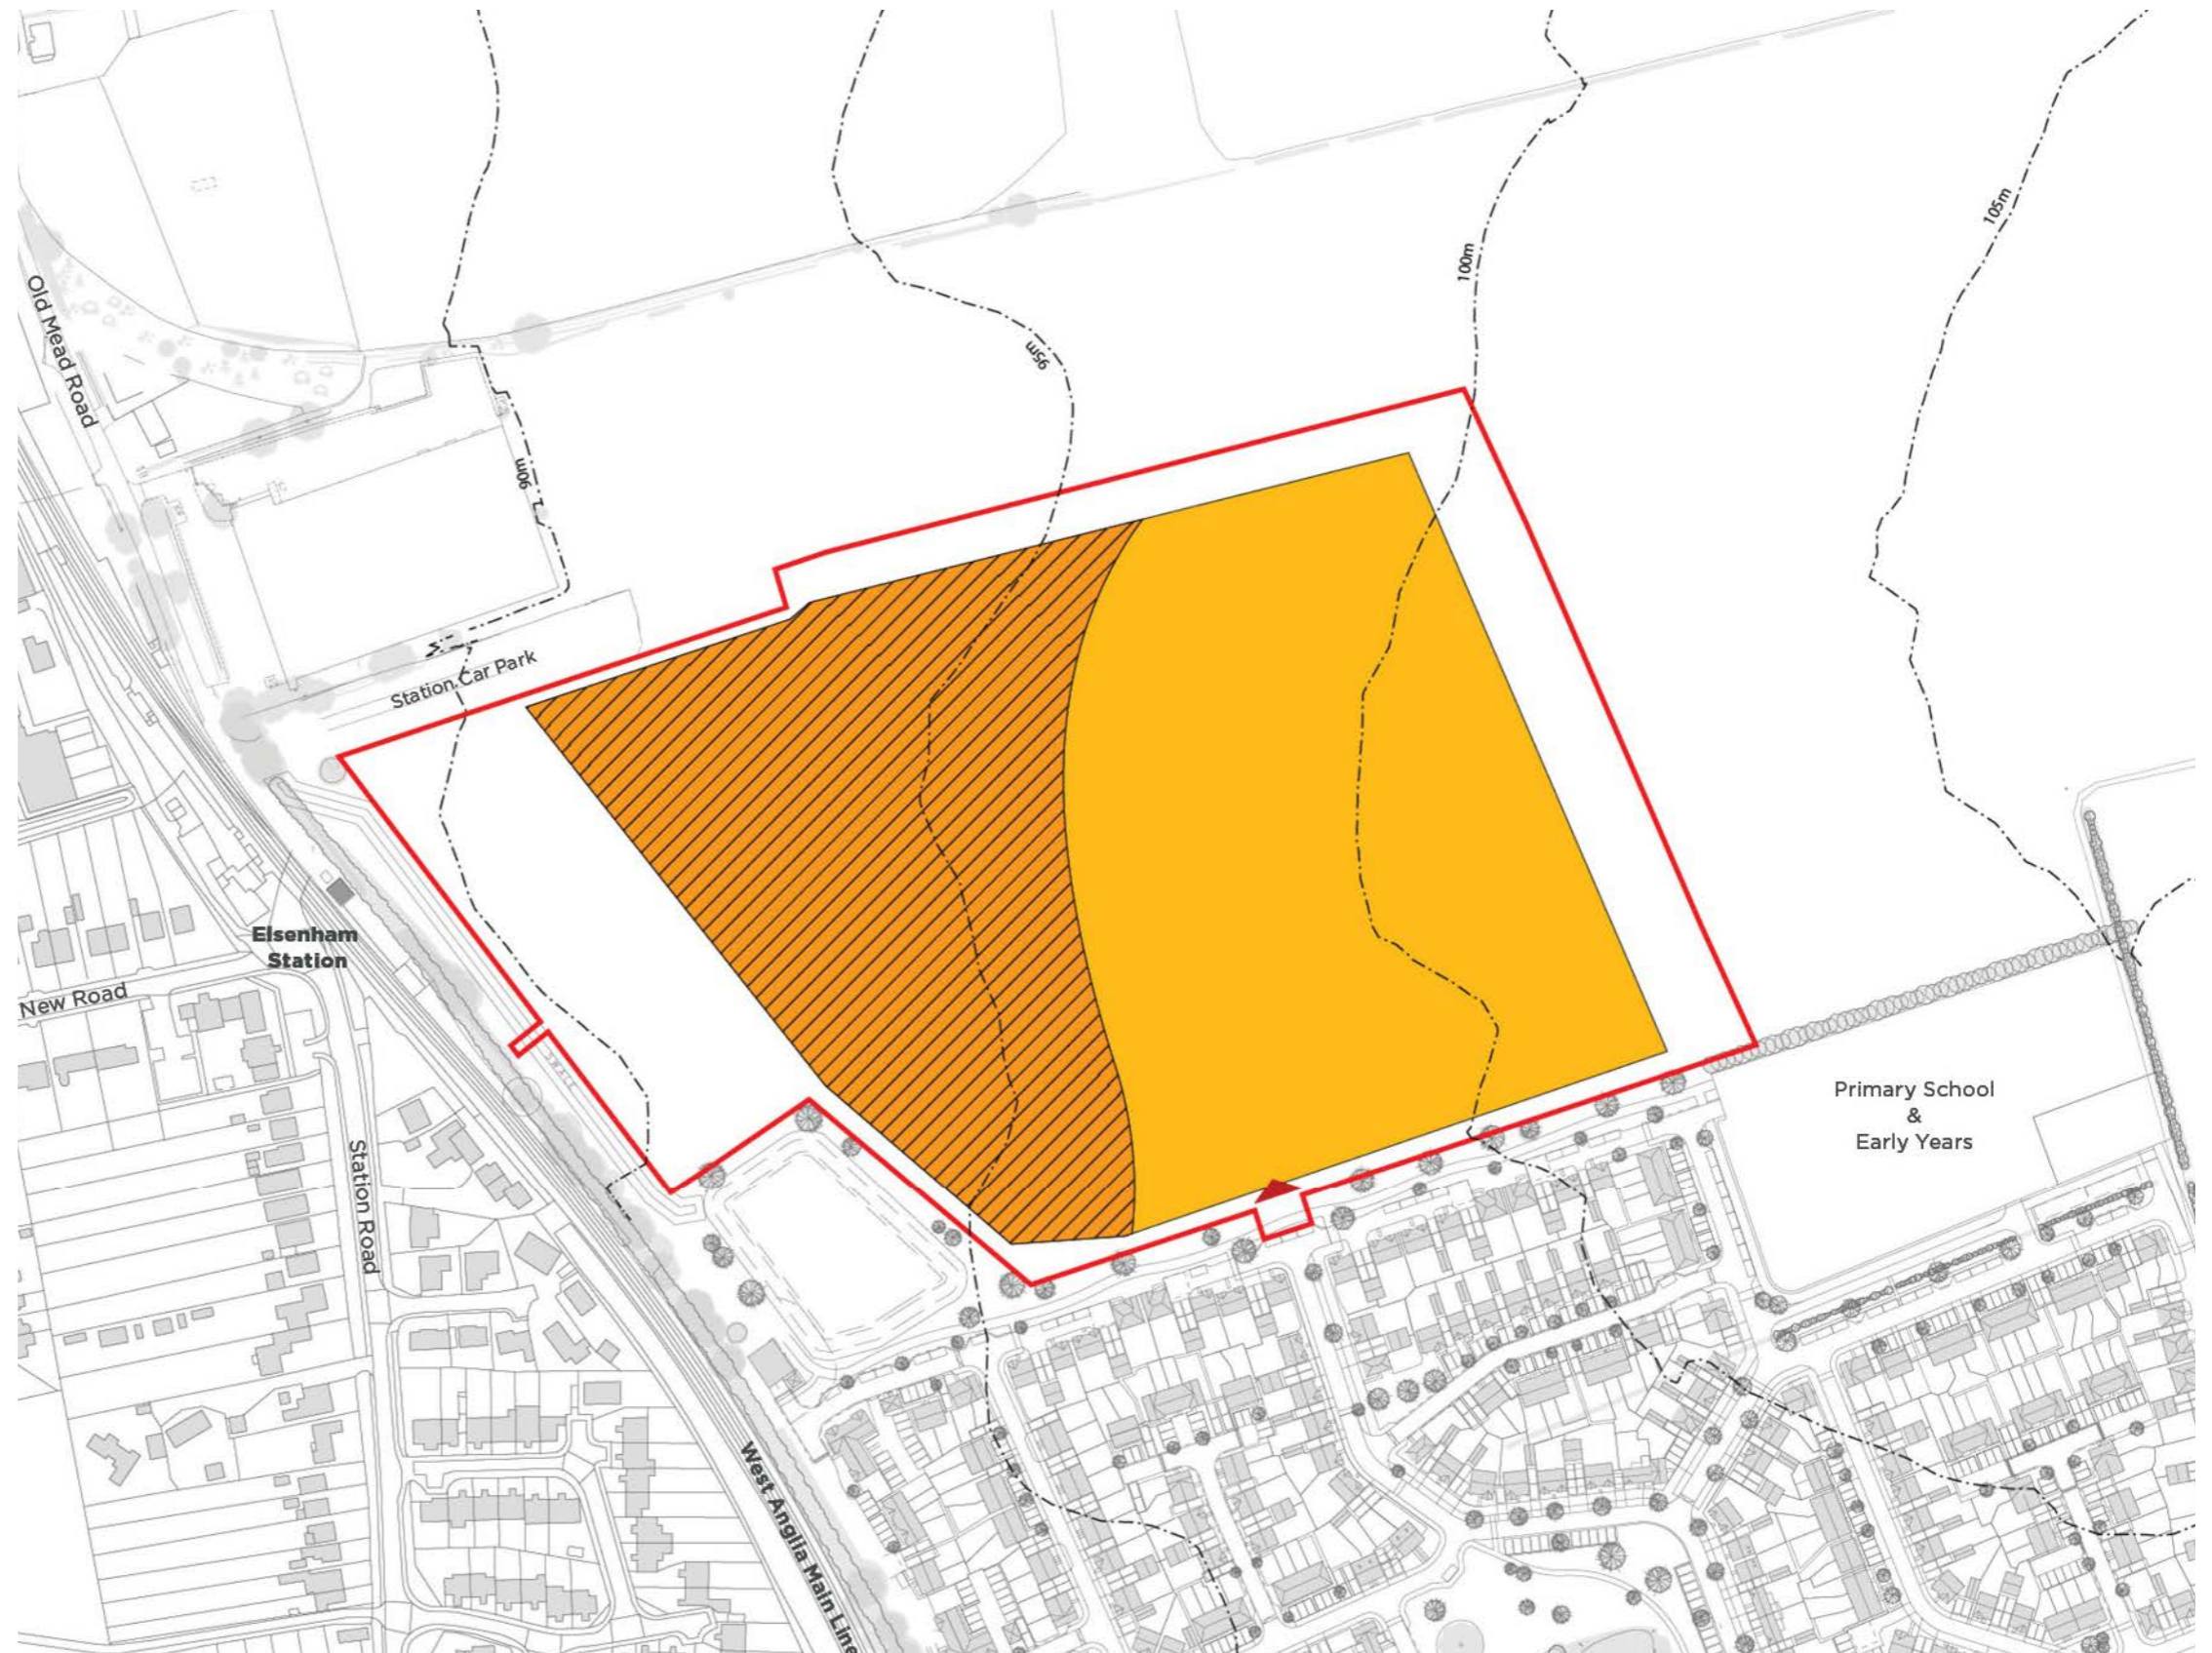 105m
100m
Old Mead Road
95m
90m
Station Car Park
Elsenham
Station
New Road
Primary School
&
Early Years
Station Road
West Anglia Main Line